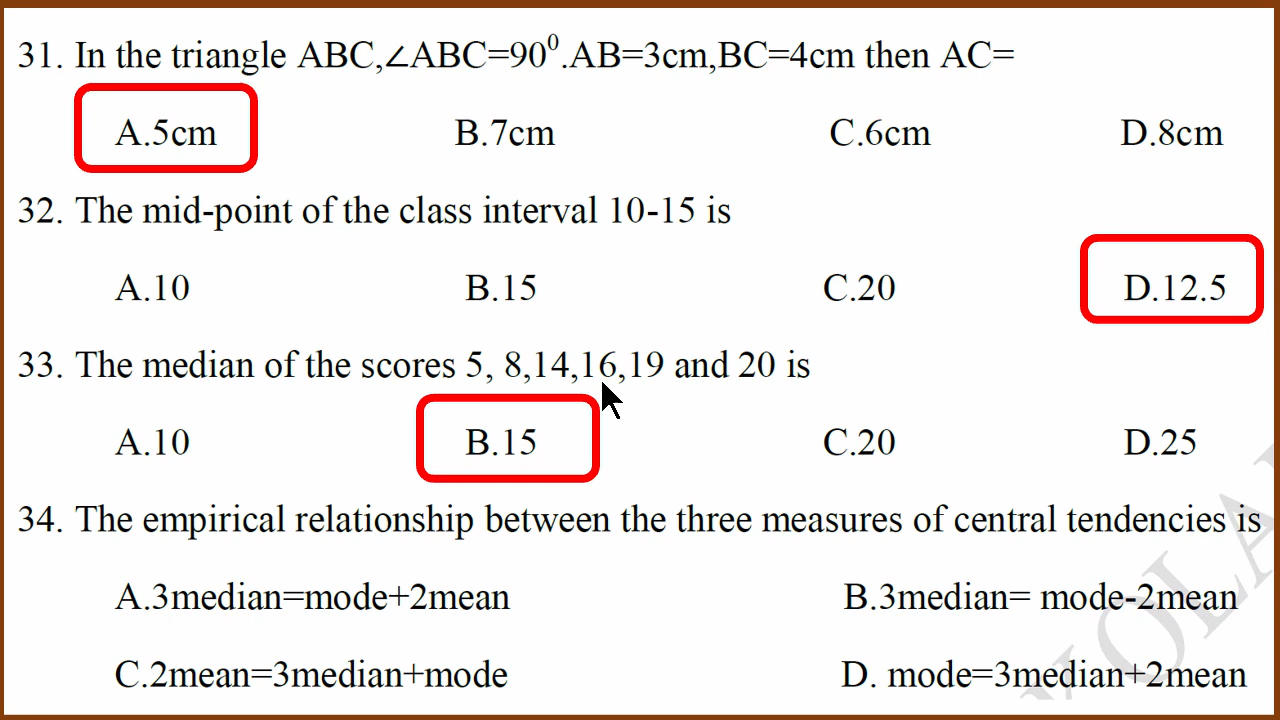 31. In the triangle ABC,∠ABC=90⁰.AB=3cm,BC=4cm then AC=
A.5cm B.7cm C.6cm D.8cm
32. The mid-point of the class interval 10-15 is
A.10 B.15 C.20 D.12.5
33. The median of the scores 5, 8,14,16,19 and 20 is
A.10 B.15 C.20 D.25
34. The empirical relationship between the three measures of central tendencies is
A.3median=mode+2mean B.3median= mode-2mean
C.2mean=3median+mode D. mode=3median+2mean